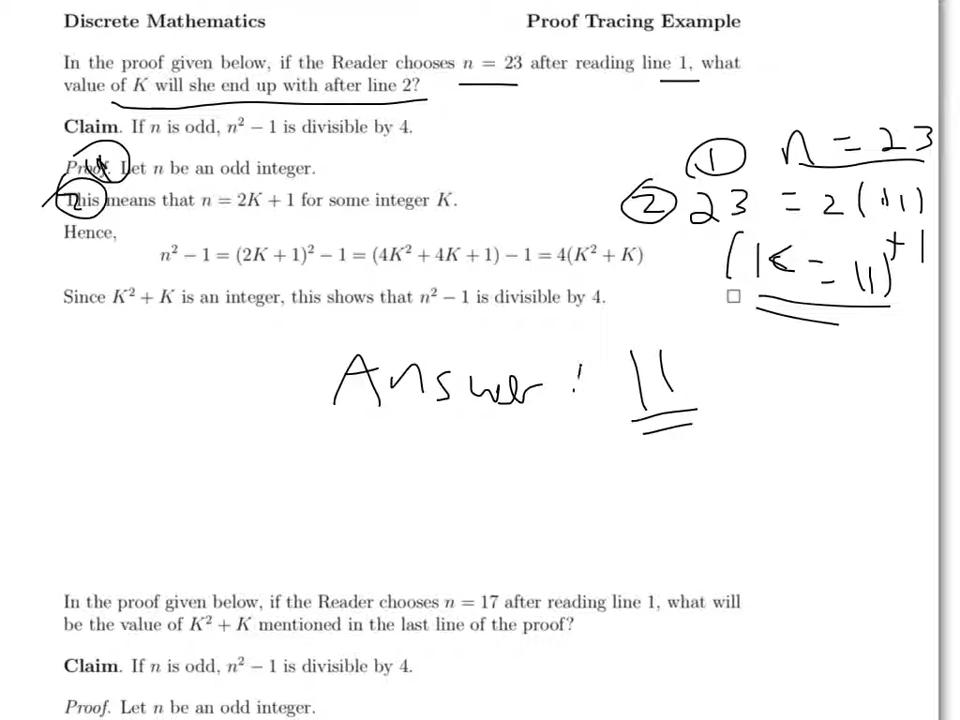 Discrete Mathematics Proof Tracing Example
In the proof given below, if the Reader chooses n = 23 after reading line 1, what
value of K will she end up with after line 2?
Claim. If n is odd, n² − 1 is divisible by 4.
Proof. Let n be an odd integer.
① n = 23
This means that n = 2K + 1 for some integer K.
② 23 = 2(11) + 1
Hence,
n² − 1 = (2K + 1)² − 1 = (4K² + 4K + 1) − 1 = 4(K² + K)
(K = 11)
Since K² + K is an integer, this shows that n² − 1 is divisible by 4. □
Answer: 11
In the proof given below, if the Reader chooses n = 17 after reading line 1, what will
be the value of K² + K mentioned in the last line of the proof?
Claim. If n is odd, n² − 1 is divisible by 4.
Proof. Let n be an odd integer.